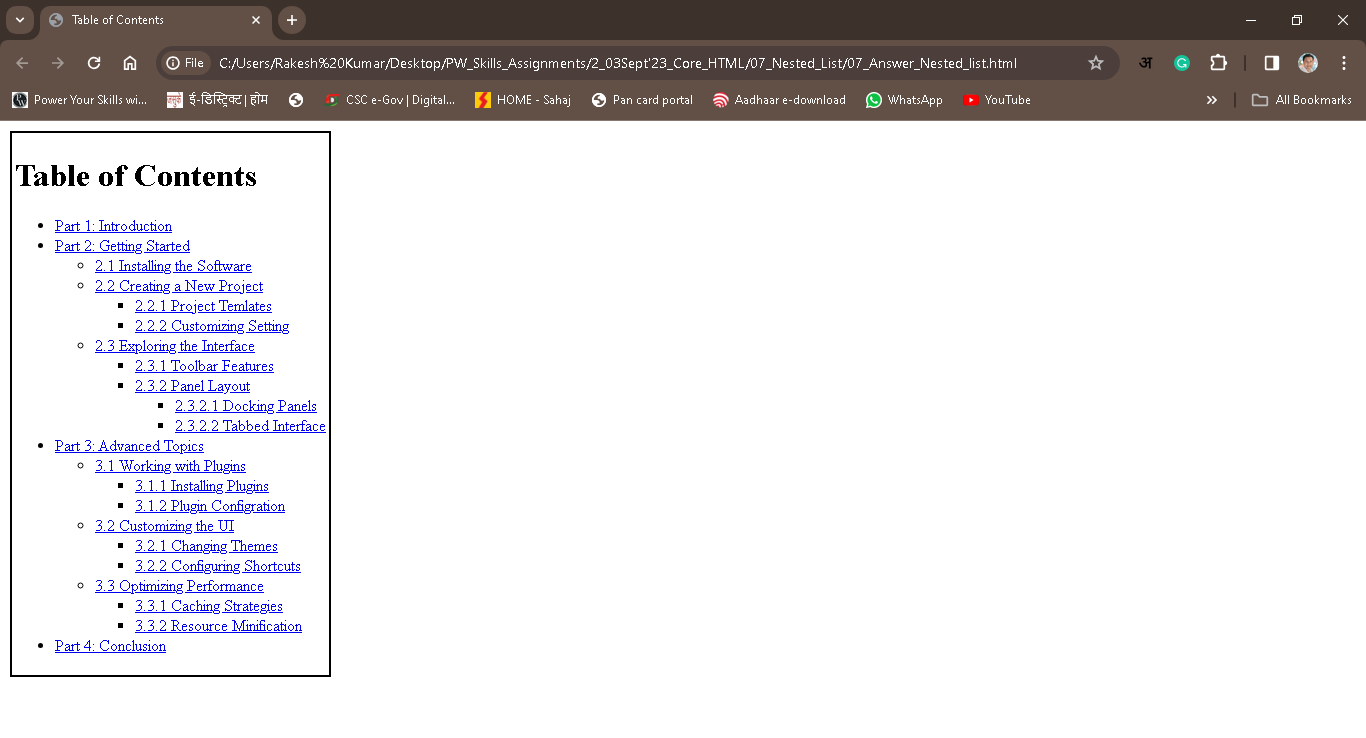 Table of Contents
File C:/Users/Rakesh%20Kumar/Desktop/PW_Skills_Assignments/2_03Sept'23_Core_HTML/07_Nested_List/07_Answer_Nested_list.html अ G
Power Your Skills wi... ई-डिस्ट्रिक्ट | होम CSC e-Gov | Digital... HOME - Sahaj Pan card portal Aadhaar e-download WhatsApp YouTube » All Bookmarks
Table of Contents
Part 1: Introduction
Part 2: Getting Started
2.1 Installing the Software
2.2 Creating a New Project
2.2.1 Project Temlates
2.2.2 Customizing Setting
2.3 Exploring the Interface
2.3.1 Toolbar Features
2.3.2 Panel Layout
2.3.2.1 Docking Panels
2.3.2.2 Tabbed Interface
Part 3: Advanced Topics
3.1 Working with Plugins
3.1.1 Installing Plugins
3.1.2 Plugin Configration
3.2 Customizing the UI
3.2.1 Changing Themes
3.2.2 Configuring Shortcuts
3.3 Optimizing Performance
3.3.1 Caching Strategies
3.3.2 Resource Minification
Part 4: Conclusion